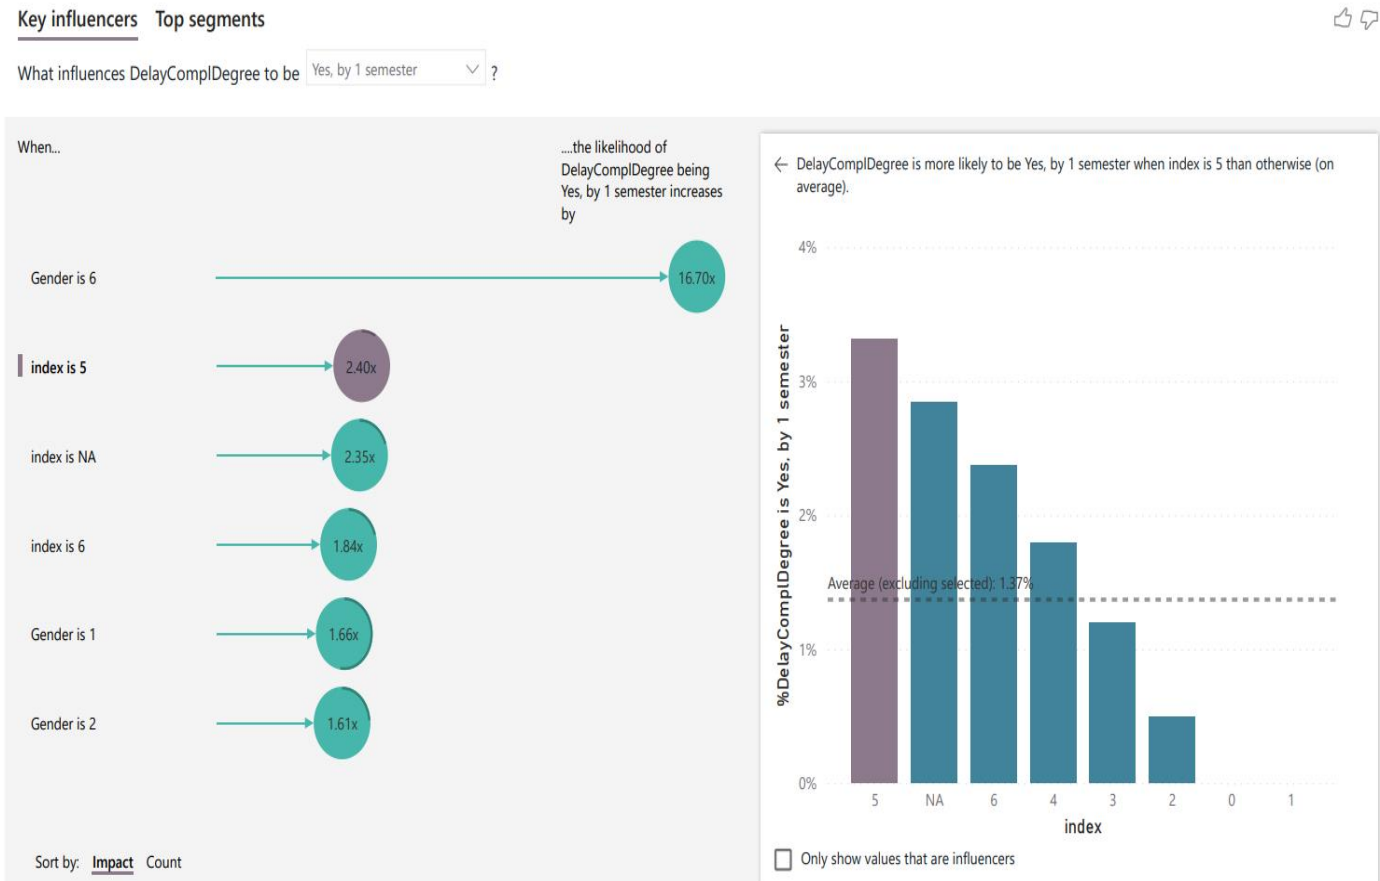 Key influencers Top segments
What influences DelayComplDegree to be Yes, by 1 semester ?
When...
....the likelihood of
DelayComplDegree being
Yes, by 1 semester increases
by
Gender is 6
16.70x
index is 5
2.40x
index is NA
2.35x
index is 6
1.84x
Gender is 1
1.66x
Gender is 2
1.61x
Sort by: Impact Count
DelayComplDegree is more likely to be Yes, by 1 semester when index is 5 than otherwise (on
average).
%DelayComplDegree is Yes, by 1 semester
4%
3%
2%
Average (excluding selected): 1.37%
1%
0%
5 NA 6 4 3 2 0 1
index
Only show values that are influencers